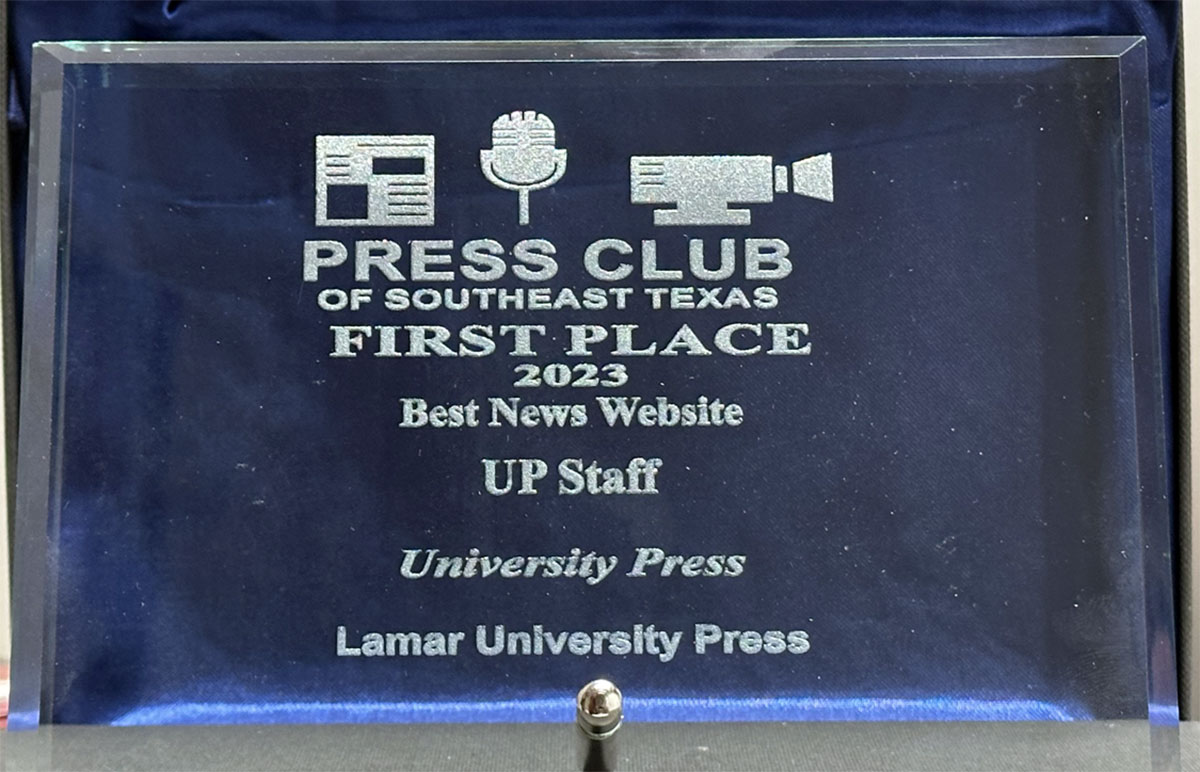 PRESS CLUB
OF SOUTHEAST TEXAS
FIRST PLACE
2023
Best News Website
UP Staff
University Press
Lamar University Press